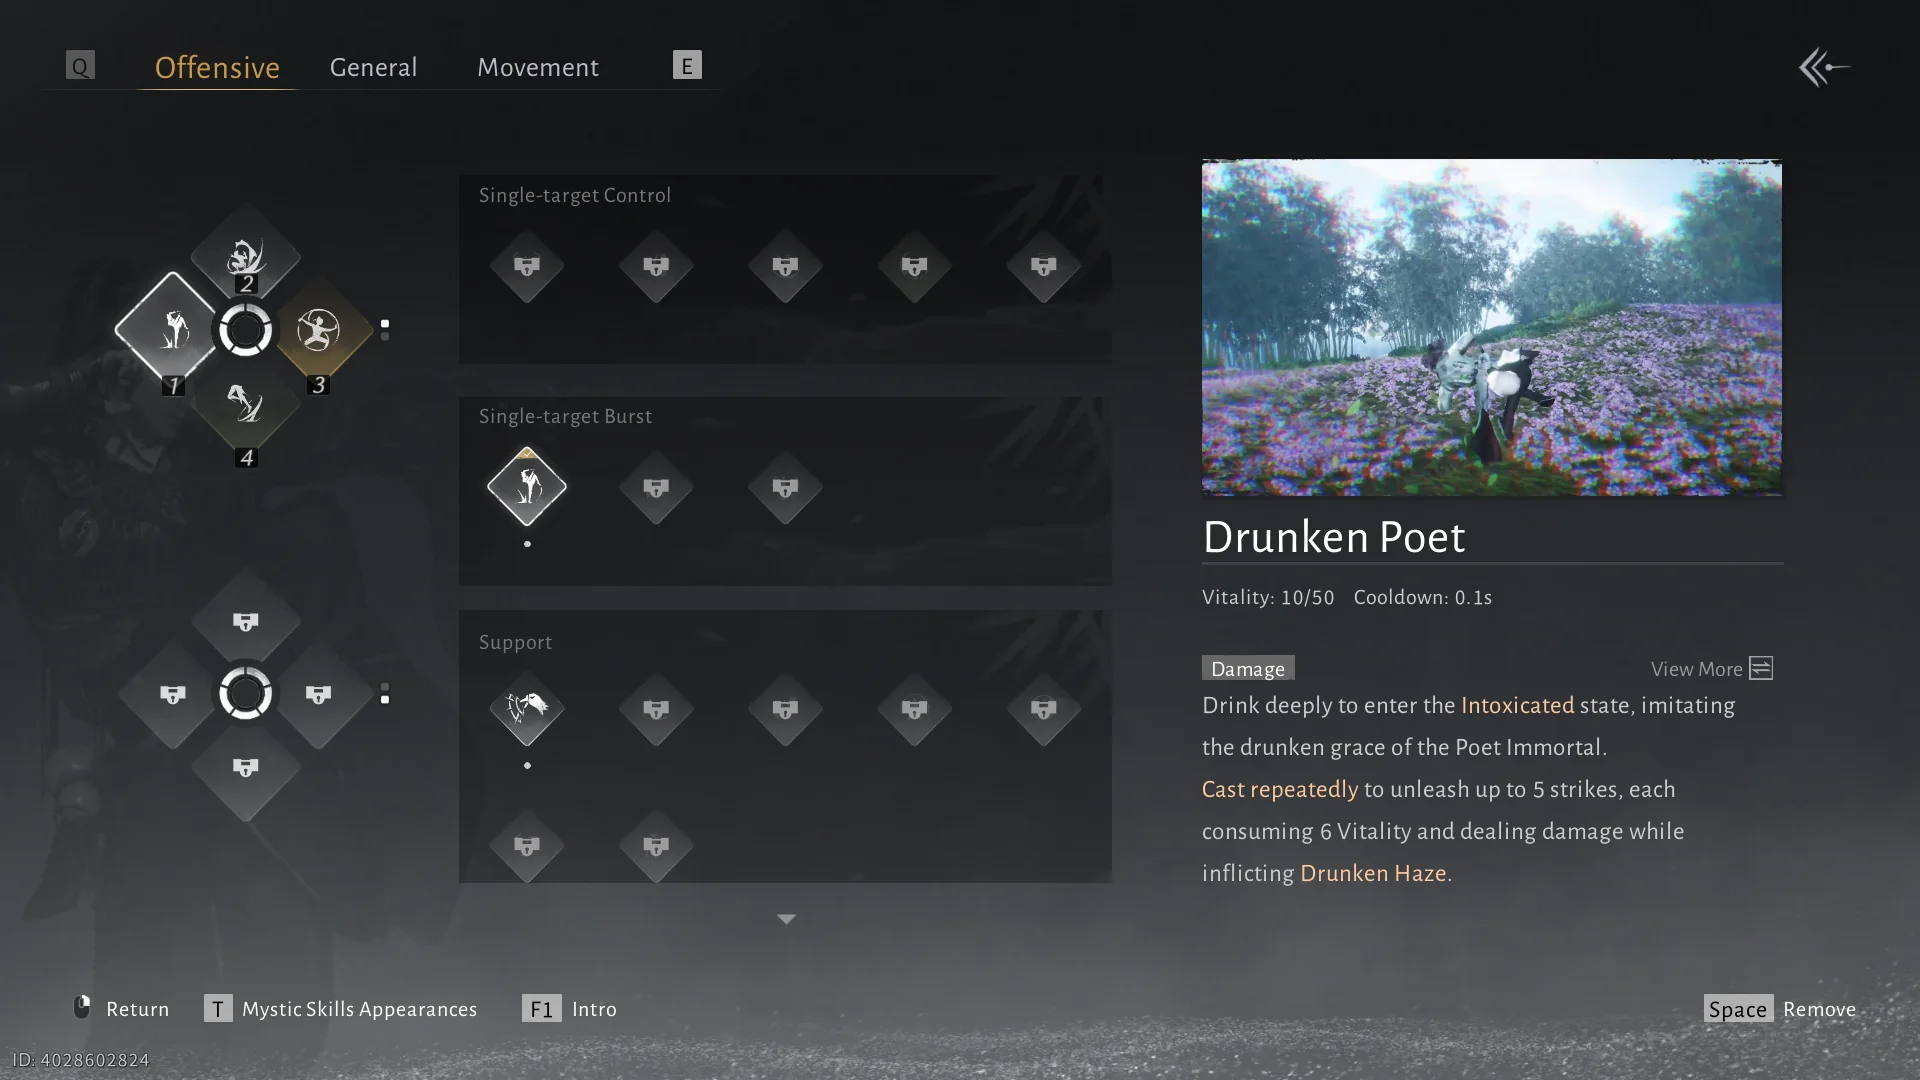 Q
Offensive
General
Movement
E
2
1
3
4
Single-target Control
Single-target Burst
Support
Drunken Poet
Vitality: 10/50 Cooldown: 0.1s
Damage
View More
Drink deeply to enter the Intoxicated state, imitating
the drunken grace of the Poet Immortal.
Cast repeatedly to unleash up to 5 strikes, each
consuming 6 Vitality and dealing damage while
inflicting Drunken Haze.
Return
T Mystic Skills Appearances
F1 Intro
Space Remove
ID: 4028602824